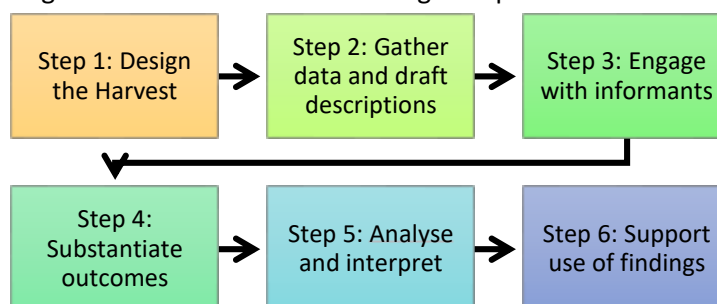 Step 1: Design
the Harvest
Step 2: Gather
data and draft
descriptions
Step 3: Engage
with informants
Step 4:
Substantiate
outcomes
Step 5: Analyse
and interpret
Step 6: Support
use of findings